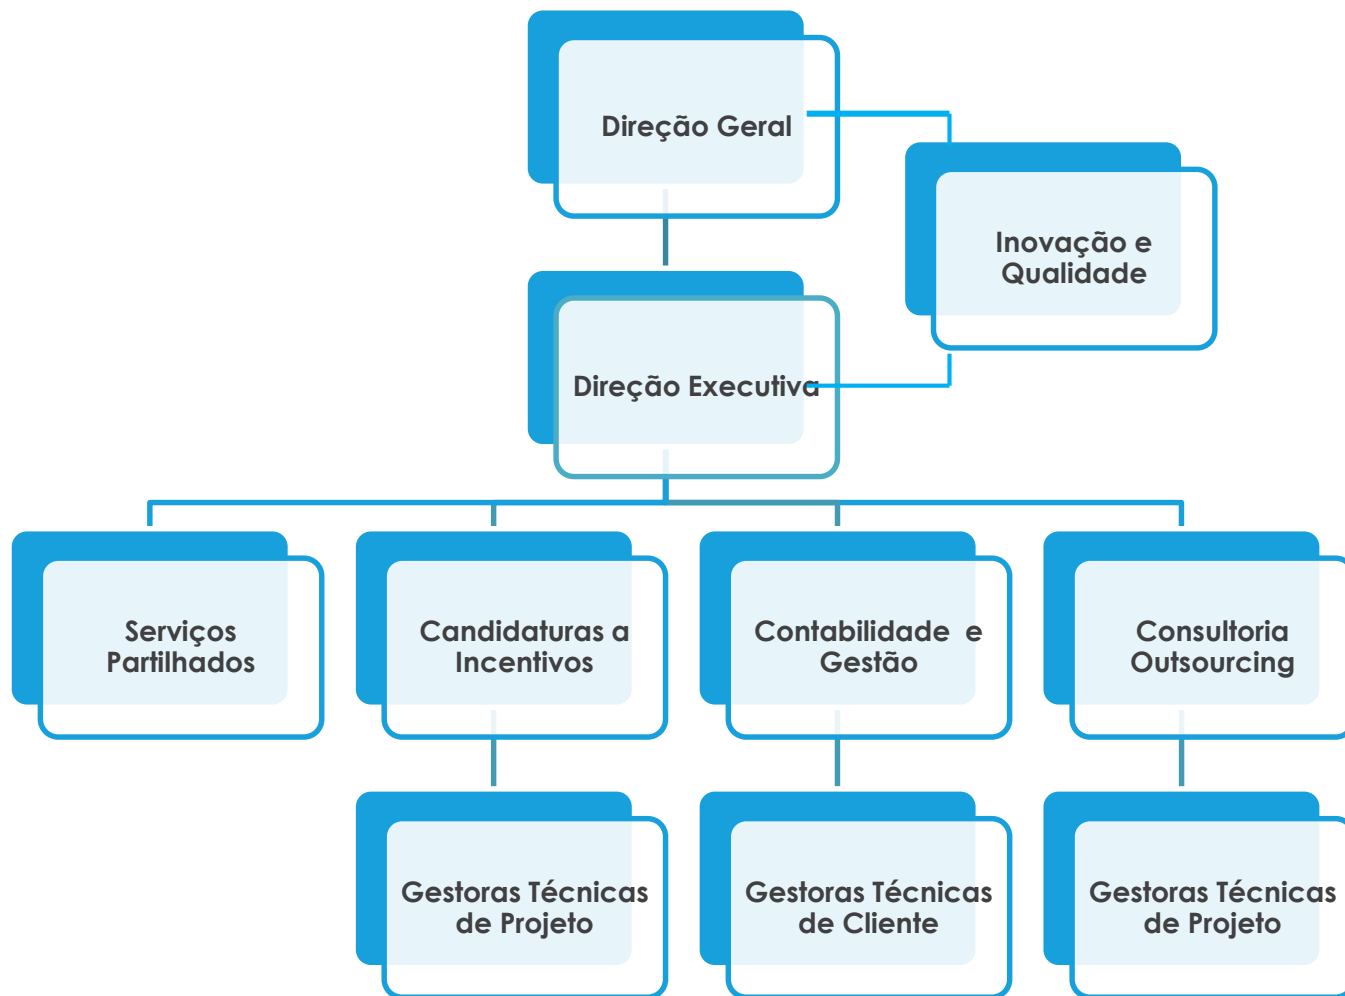 Direção Geral
Inovação e
Qualidade
Direção Executiva
Serviços
Partilhados
Candidaturas a
Incentivos
Contabilidade  e
Gestão
Consultoria
Outsourcing
Gestoras Técnicas
de Projeto
Gestoras Técnicas
de Cliente
Gestoras Técnicas
de Projeto